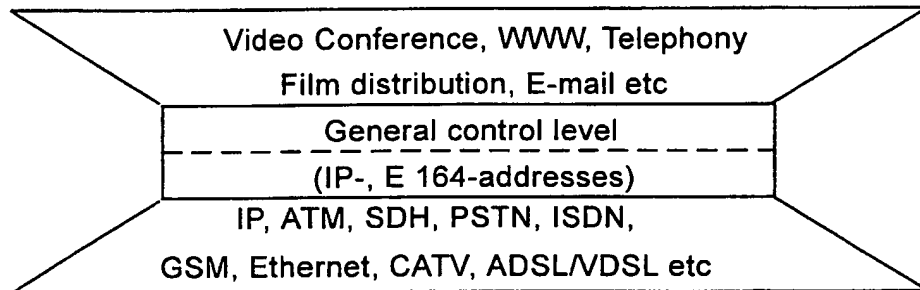 Video Conference, WWW, Telephony
Film distribution, E-mail etc
General control level
(IP-, E 164-addresses)
IP, ATM, SDH, PSTN, ISDN,
GSM, Ethernet, CATV, ADSL/VDSL etc